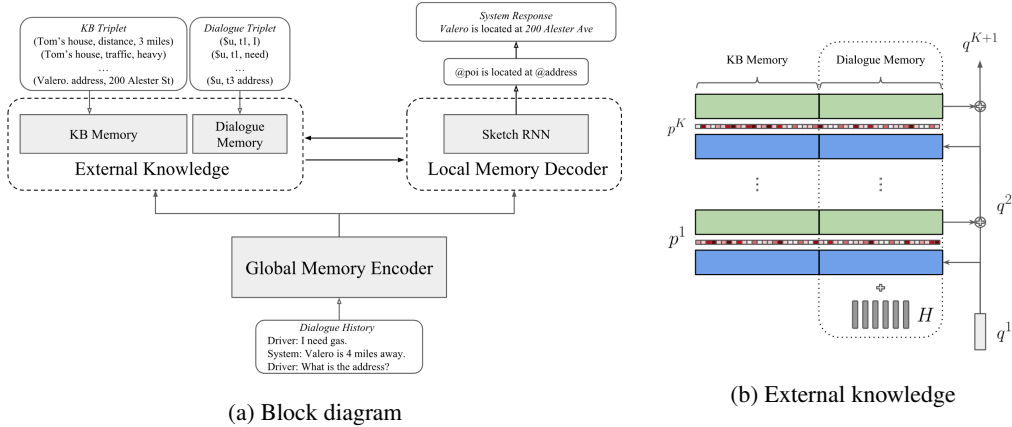 KB Triplet
(Tom's house, distance, 3 miles)
(Tom's house, traffic, heavy)
…
(Valero. address, 200 Alester St)
Dialogue Triplet
($u, t1, I)
($u, t1, need)
…
($u, t3 address)
System Response
Valero is located at 200 Alester Ave
@poi is located at @address
KB Memory
Dialogue
Memory
External Knowledge
Sketch RNN
Local Memory Decoder
Global Memory Encoder
Dialogue History
Driver: I need gas.
System: Valero is 4 miles away.
Driver: What is the address?
(a) Block diagram
q^{K+1}
KB Memory
Dialogue Memory
p^K
⋮
⋮
q^2
p^1
H
q^1
(b) External knowledge